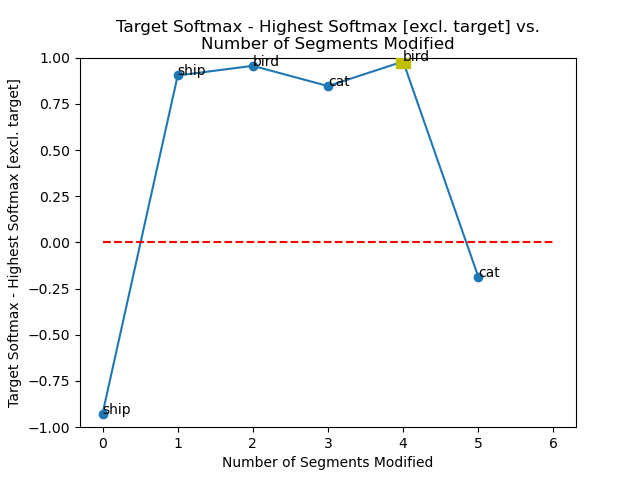 Target Softmax - Highest Softmax [excl. target] vs.
Number of Segments Modified
Target Softmax - Highest Softmax [excl. target]
1.00
0.75
0.50
0.25
0.00
−0.25
−0.50
−0.75
−1.00
ship
ship
bird
cat
bird
cat
0 1 2 3 4 5 6
Number of Segments Modified